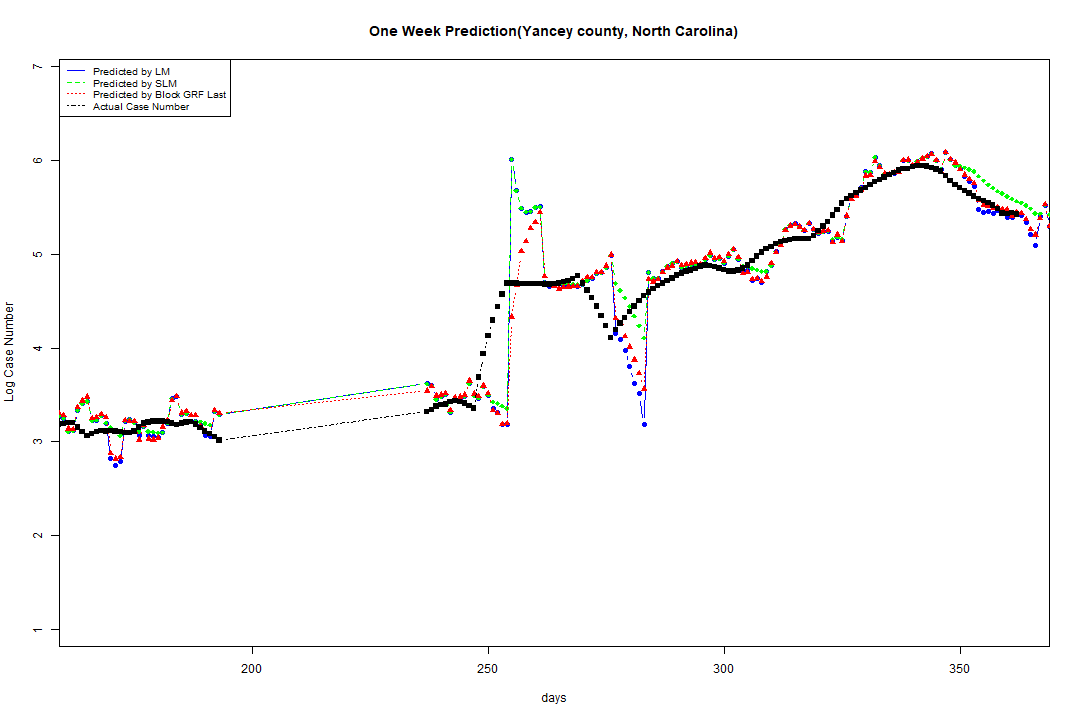 One Week Prediction(Yancey county, North Carolina)
Predicted by LM
Predicted by SLM
Predicted by Block GRF Last
Actual Case Number
7
6
5
4
3
2
1
Log Case Number
200
250
300
350
days